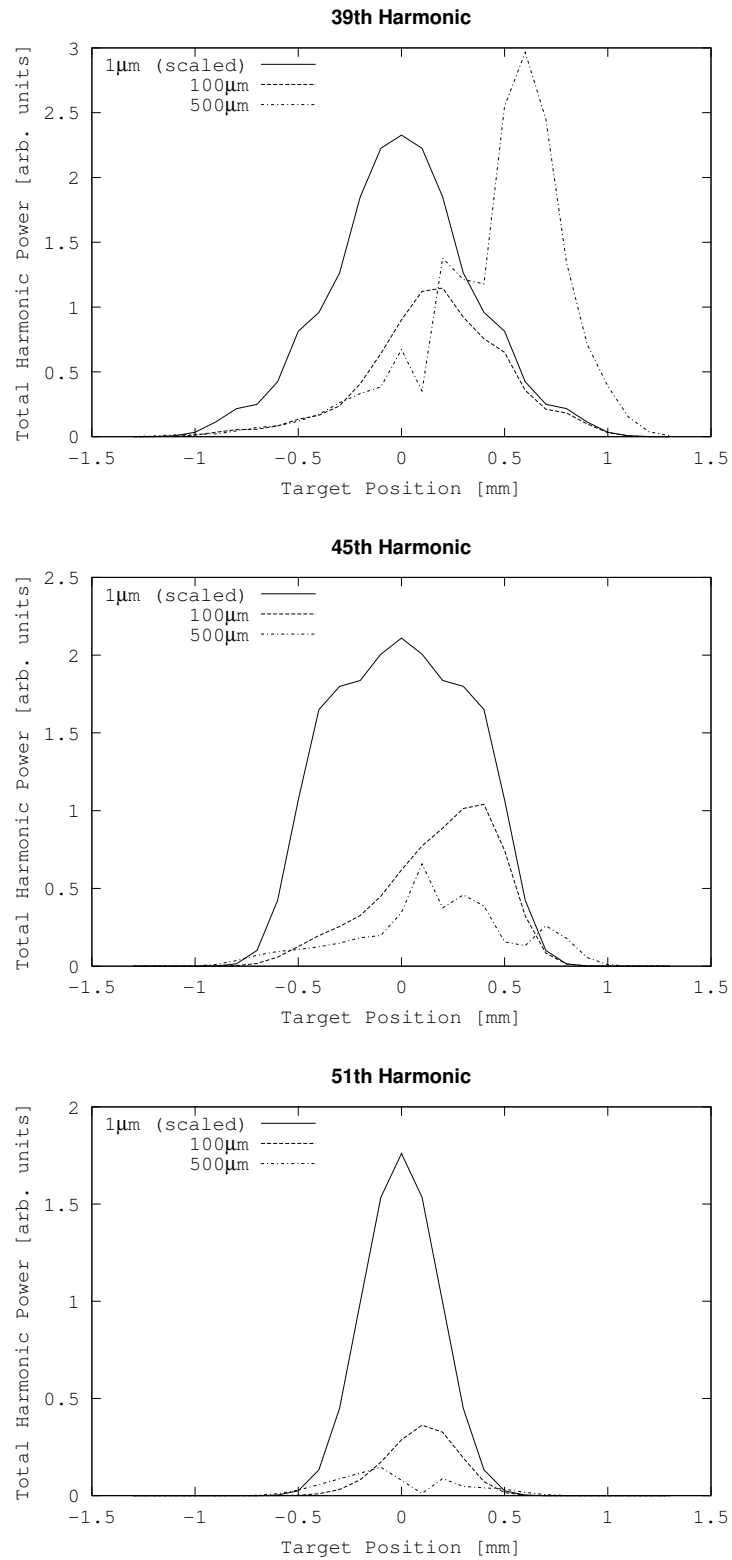 39th Harmonic
Total Harmonic Power [arb. units]
3
2.5
2
1.5
1
0.5
0
1μm (scaled)
100μm
500μm
−1.5 −1 −0.5 0 0.5 1 1.5
Target Position [mm]
45th Harmonic
Total Harmonic Power [arb. units]
2.5
2
1.5
1
0.5
0
1μm (scaled)
100μm
500μm
−1.5 −1 −0.5 0 0.5 1 1.5
Target Position [mm]
51th Harmonic
Total Harmonic Power [arb. units]
2
1.5
1
0.5
0
1μm (scaled)
100μm
500μm
−1.5 −1 −0.5 0 0.5 1 1.5
Target Position [mm]